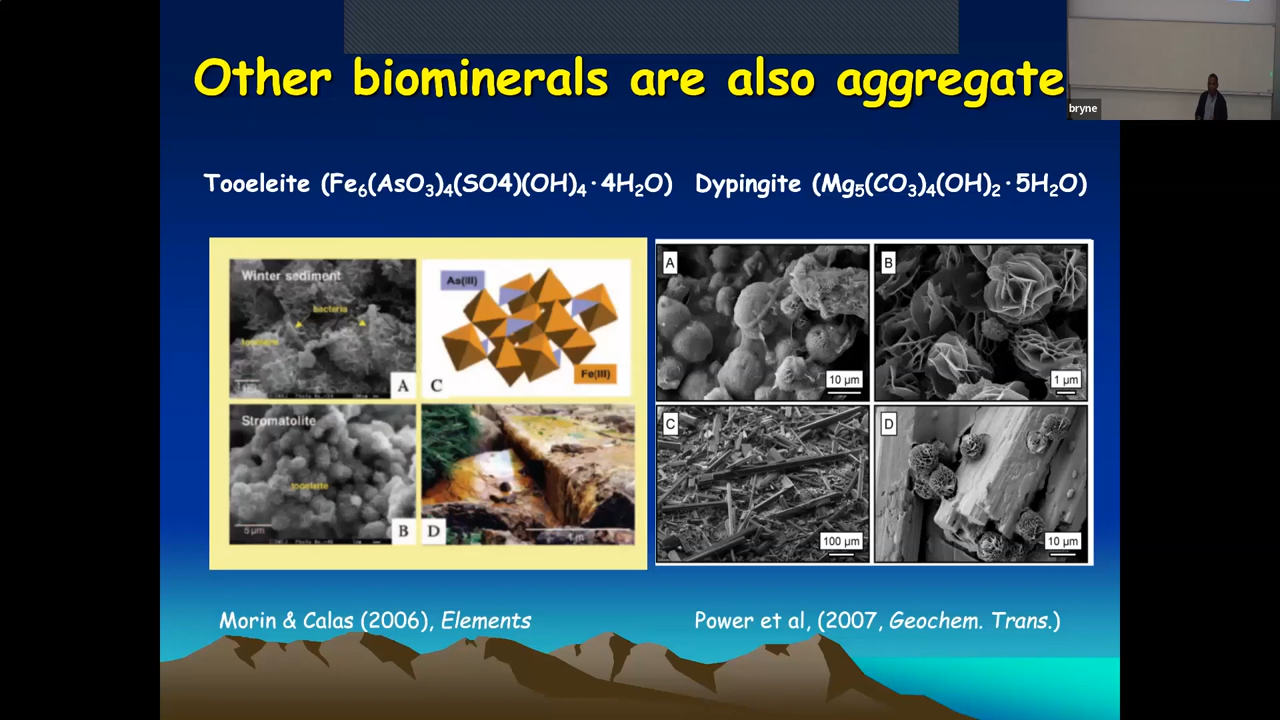 Other biominerals are also aggregate
bryne
Tooeleite (Fe₆(AsO₃)₄(SO4)(OH)₄·4H₂O) Dypingite (Mg₅(CO₃)₄(OH)₂·5H₂O)
Winter sediment
bacteria
tooeleite
A
As(III)
Fe(III)
C
Stromatolite
tooeleite
5 µm
B
D
1 m
A
10 µm
B
1 µm
C
100 µm
D
10 µm
Morin & Calas (2006), Elements
Power et al, (2007, Geochem. Trans.)